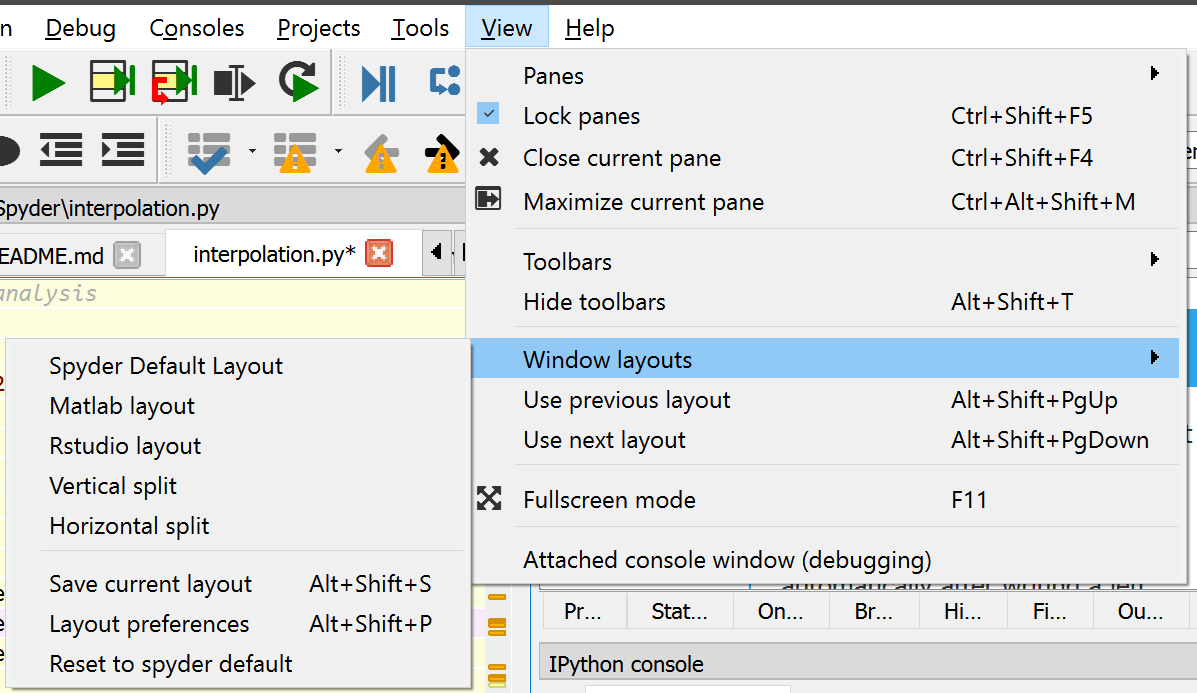 Debug Consoles Projects Tools View Help
Panes
Lock panes Ctrl+Shift+F5
Close current pane Ctrl+Shift+F4
Maximize current pane Ctrl+Alt+Shift+M
Toolbars
Hide toolbars Alt+Shift+T
Window layouts
Use previous layout Alt+Shift+PgUp
Use next layout Alt+Shift+PgDown
Fullscreen mode F11
Attached console window (debugging)
Spyder\interpolation.py
EADME.md interpolation.py*
analysis
Spyder Default Layout
Matlab layout
Rstudio layout
Vertical split
Horizontal split
Save current layout Alt+Shift+S
Layout preferences Alt+Shift+P
Reset to spyder default
Pr... Stat... On... Br... Hi... Fi... Ou...
IPython console